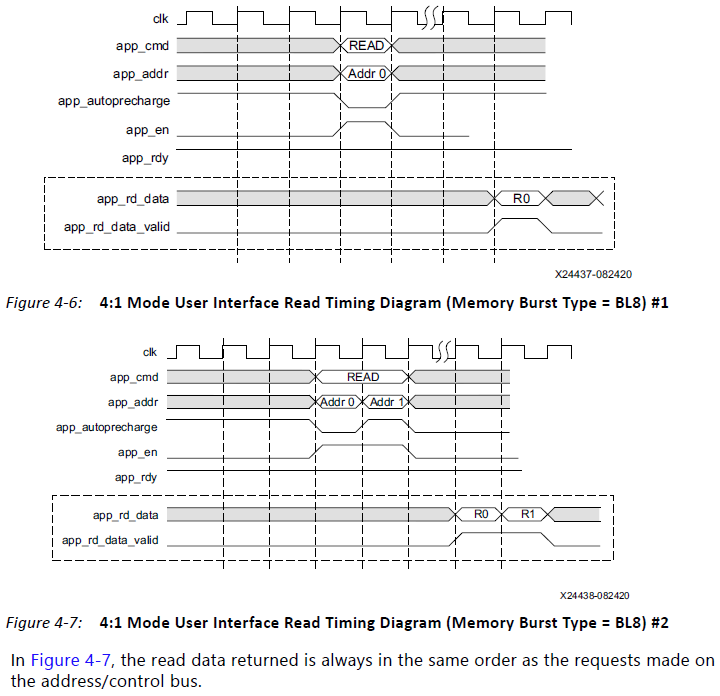 clk
app_cmd READ
app_addr Addr 0
app_autoprecharge
app_en
app_rdy
app_rd_data R0
app_rd_data_valid
X24437-082420
Figure 4-6: 4:1 Mode User Interface Read Timing Diagram (Memory Burst Type = BL8) #1
clk
app_cmd READ
app_addr Addr 0 Addr 1
app_autoprecharge
app_en
app_rdy
app_rd_data R0 R1
app_rd_data_valid
X24438-082420
Figure 4-7: 4:1 Mode User Interface Read Timing Diagram (Memory Burst Type = BL8) #2
In Figure 4-7, the read data returned is always in the same order as the requests made on
the address/control bus.